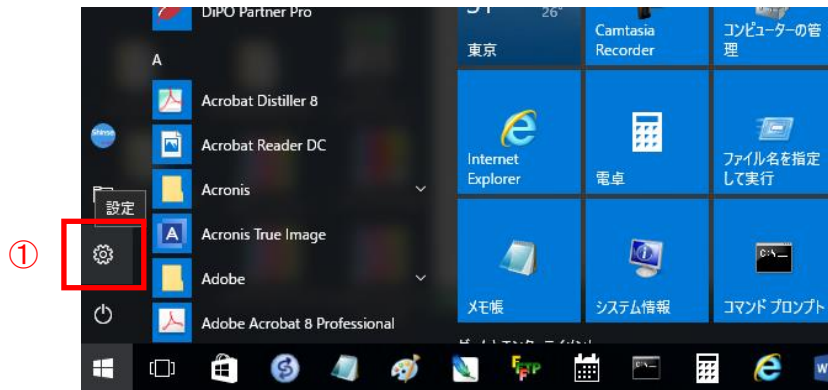 DiPO Partner Pro
A
Acrobat Distiller 8
Acrobat Reader DC
Acronis
Acronis True Image
Adobe
Adobe Acrobat 8 Professional
設定
①
26°
東京
Camtasia
Recorder
コンピューターの管
理
Internet
Explorer
電卓
ファイル名を指定
して実行
メモ帳
システム情報
コマンド プロンプト
C:\